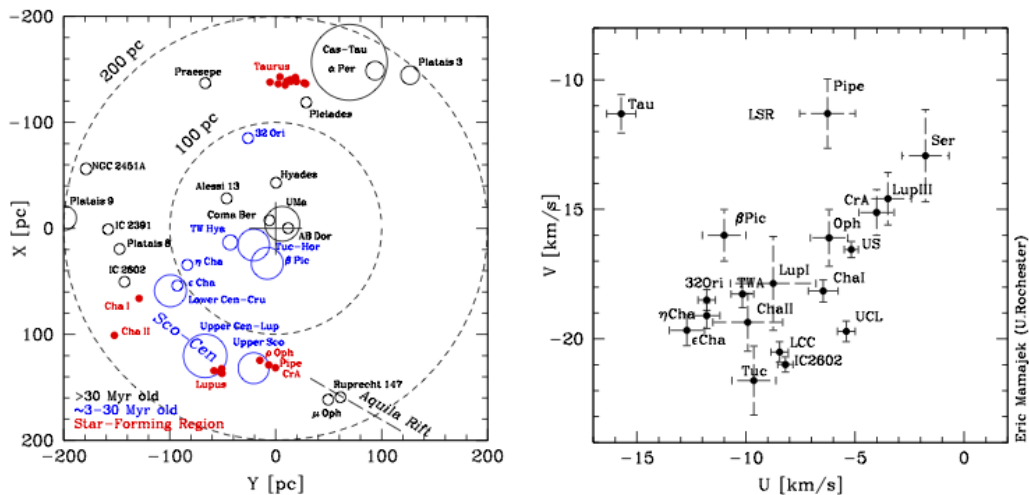 -200
-100
0
100
200
X [pc]
-200
-100
0
100
200
Y [pc]
200 pc
100 pc
Cas-Tau
α Per
Platais 3
Taurus
Praesepe
Pleiades
32 Ori
NGC 2451A
Hyades
Alessi 13
UMa
Platais 9
Coma Ber
IC 2391
TW Hya
AB Dor
Platais 8
Tuc-Hor
β Pic
η Cha
IC 2602
ε Cha
Cha I
Lower Cen-Cru
Sco-Cen
Cha II
Upper Cen-Lup
Upper Sco
ρ Oph
Pipe
CrA
Lupus
Ruprecht 147
μ Oph
Aquila Rift
>30 Myr old
~3-30 Myr old
Star-Forming Region
-10
-15
-20
V [km/s]
-15
-10
-5
0
U [km/s]
Tau
Pipe
LSR
Ser
LupIII
CrA
βPic
Oph
US
LupI
ChaI
32Ori
TWA
ηCha
ChaII
UCL
εCha
LCC
IC2602
Tuc
Eric Mamajek (U.Rochester)